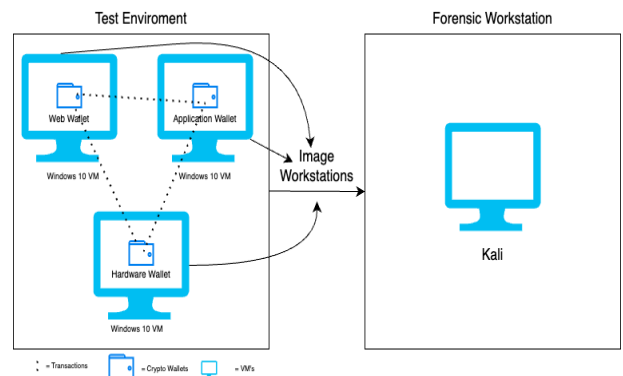 Test Enviroment
Forensic Workstation
Web Wallet
Application Wallet
Windows 10 VM
Windows 10 VM
Image
Workstations
Kali
Hardware Wallet
Windows 10 VM
= Transactions
= Crypto Wallets
= VM's